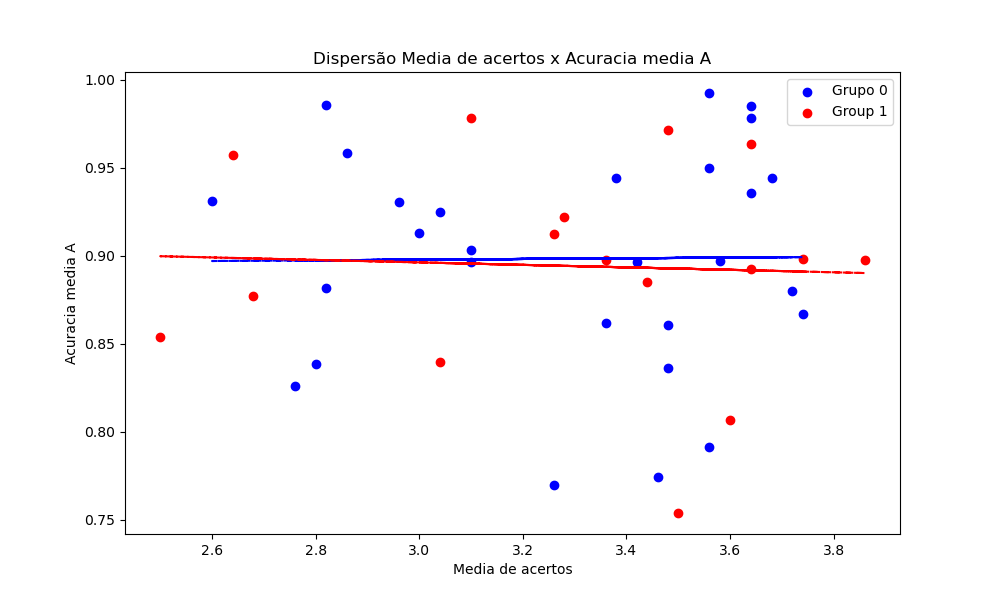 Dispersão Media de acertos x Acuracia media A
Grupo 0
Group 1
1.00
0.95
0.90
0.85
0.80
0.75
Acuracia media A
2.6 2.8 3.0 3.2 3.4 3.6 3.8
Media de acertos